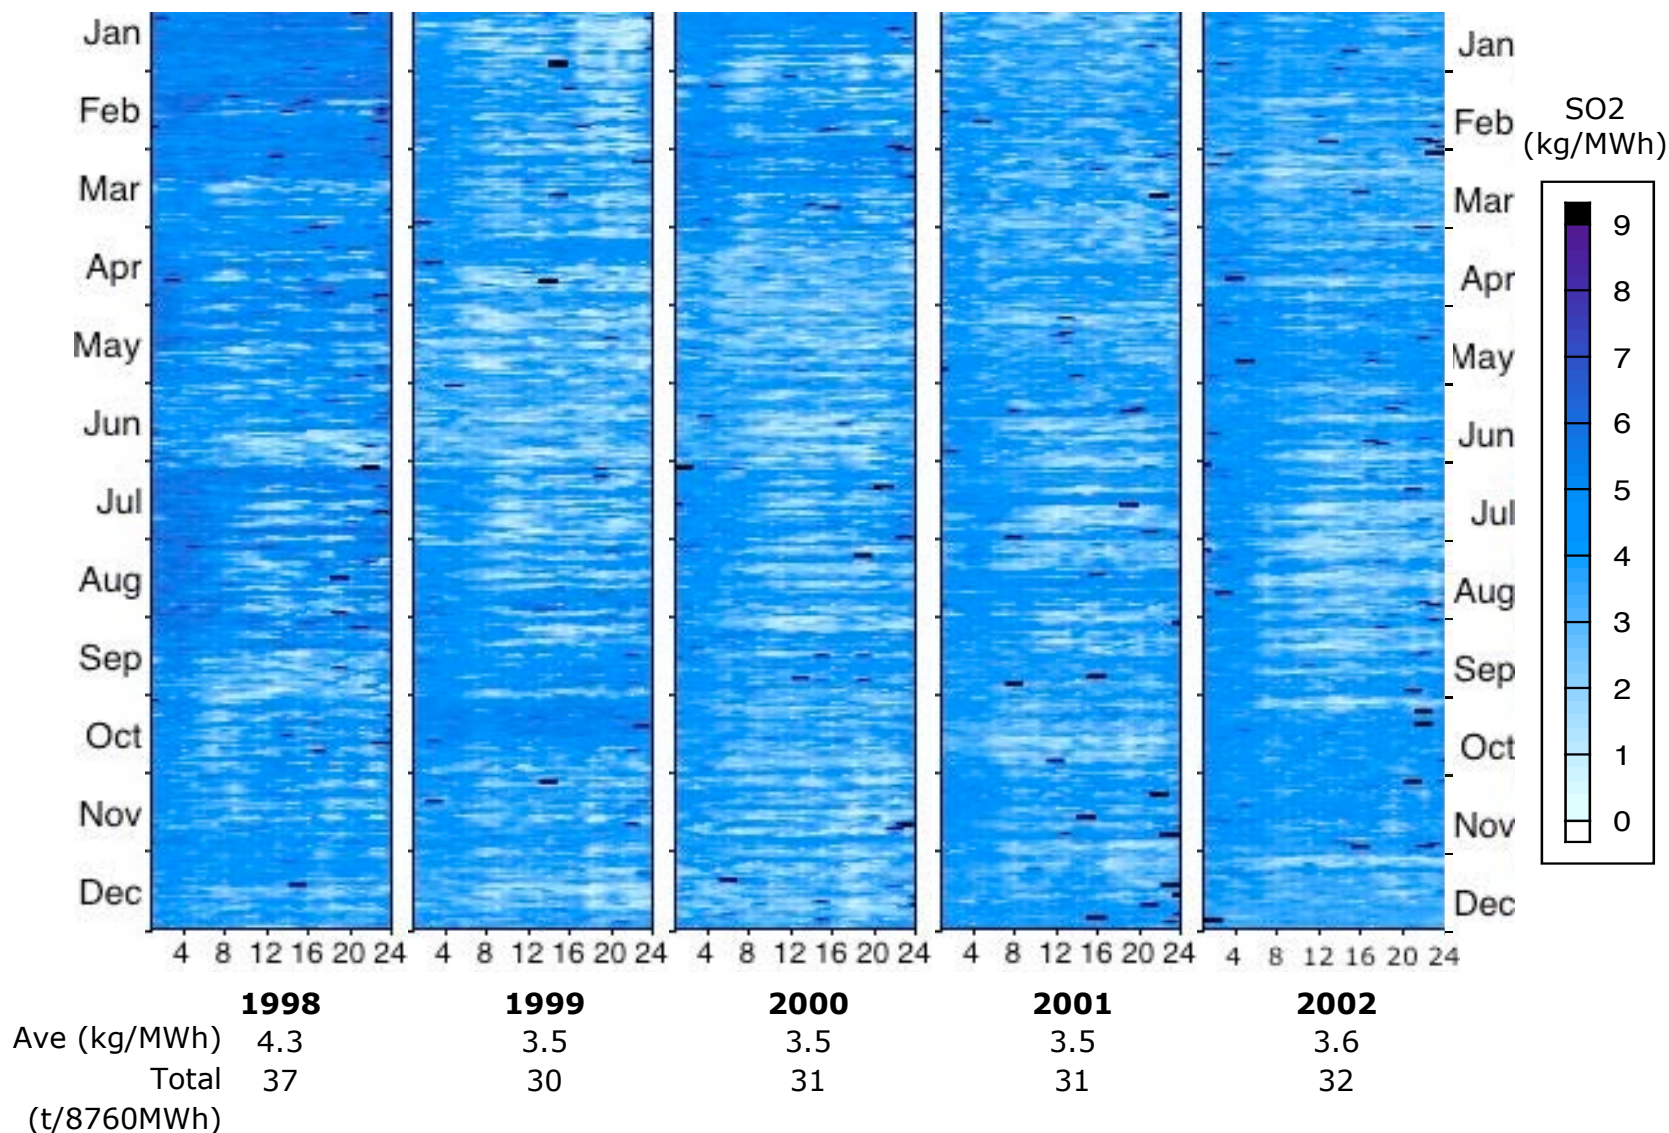 Jan
Feb
Mar
Apr
May
Jun
Jul
Aug
Sep
Oct
Nov
Dec
Jan
Feb
Mar
Apr
May
Jun
Jul
Aug
Sep
Oct
Nov
Dec
SO2
(kg/MWh)
9
8
7
6
5
4
3
2
1
0
4 8 12 16 20 24 4 8 12 16 20 24 4 8 12 16 20 24 4 8 12 16 20 24 4 8 12 16 20 24
1998 1999 2000 2001 2002
Ave (kg/MWh) 4.3 3.5 3.5 3.5 3.6
Total 37 30 31 31 32
(t/8760MWh)